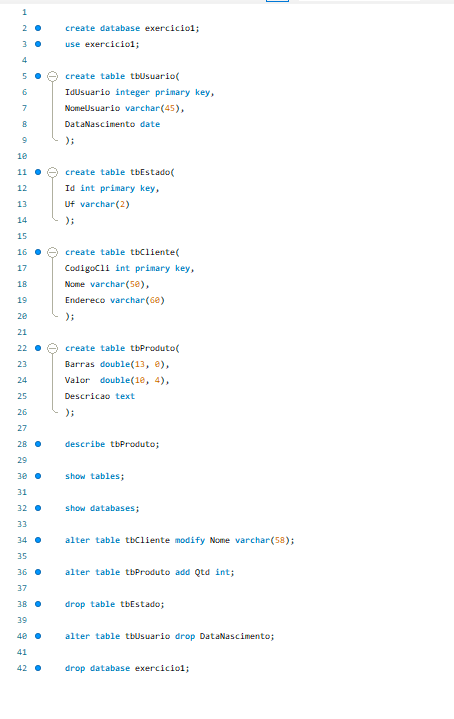 1
2 create database exercicio1;
3 use exercicio1;
4
5 create table tbUsuario(
6 IdUsuario integer primary key,
7 NomeUsuario varchar(45),
8 DataNascimento date
9 );
10
11 create table tbEstado(
12 Id int primary key,
13 Uf varchar(2)
14 );
15
16 create table tbCliente(
17 CodigoCli int primary key,
18 Nome varchar(50),
19 Endereco varchar(60)
20 );
21
22 create table tbProduto(
23 Barras double(13, 0),
24 Valor  double(10, 4),
25 Descricao text
26 );
27
28 describe tbProduto;
29
30 show tables;
31
32 show databases;
33
34 alter table tbCliente modify Nome varchar(58);
35
36 alter table tbProduto add Qtd int;
37
38 drop table tbEstado;
39
40 alter table tbUsuario drop DataNascimento;
41
42 drop database exercicio1;